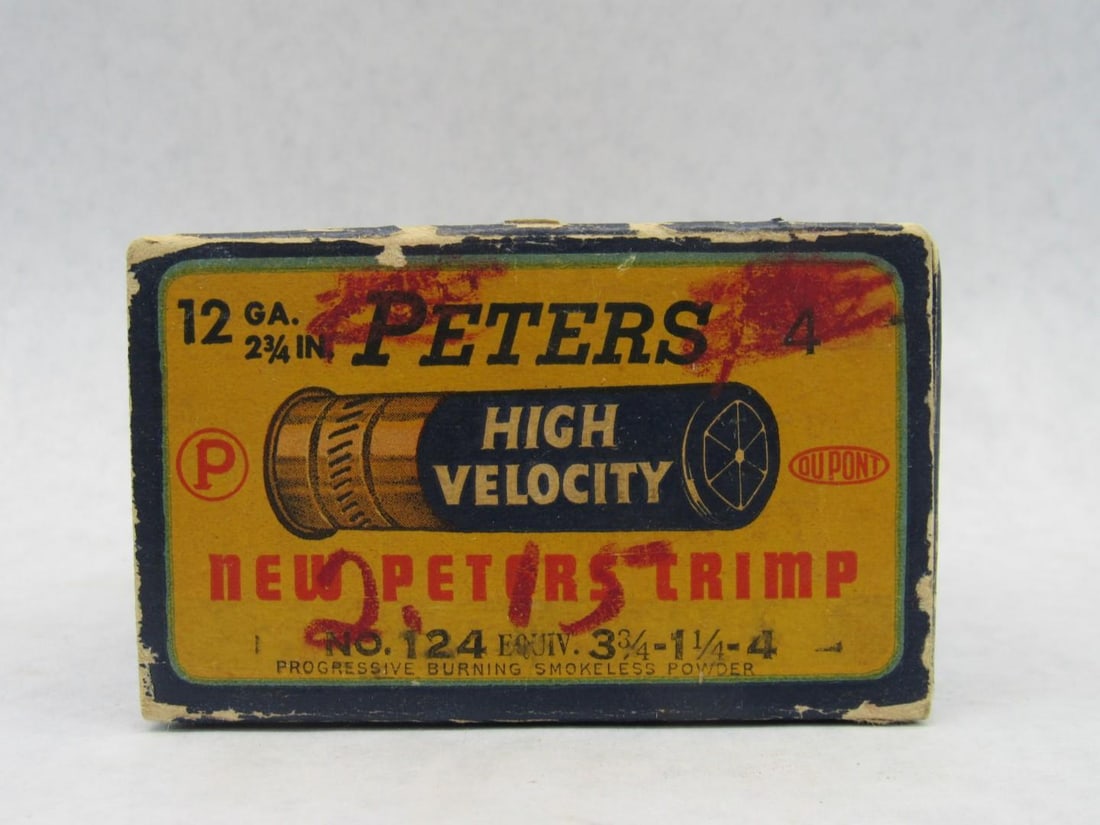 12 GA. 2¾ IN. PETERS 4
HIGH
VELOCITY
P
DU PONT
NEW PETERS CRIMP
2.15
NO. 124 EQUIV. 3¾-1¼-4
PROGRESSIVE BURNING SMOKELESS POWDER